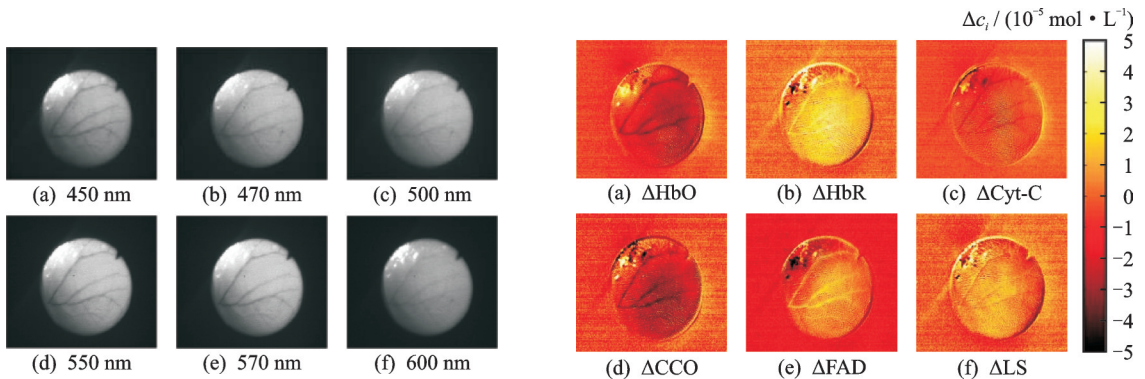 Δc_i / (10⁻⁵ mol • L⁻¹)
(a) 450 nm
(b) 470 nm
(c) 500 nm
(d) 550 nm
(e) 570 nm
(f) 600 nm
(a) ΔHbO
(b) ΔHbR
(c) ΔCyt-C
(d) ΔCCO
(e) ΔFAD
(f) ΔLS
5
4
3
2
1
0
−1
−2
−3
−4
−5